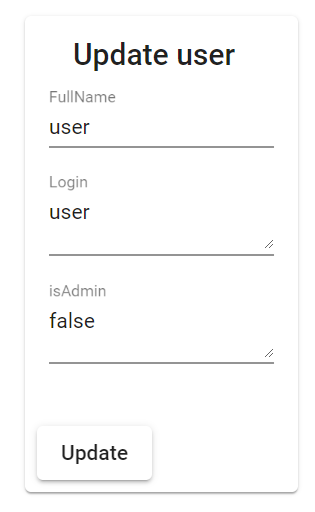 Update user
FullName
user
Login
user
isAdmin
false
Update